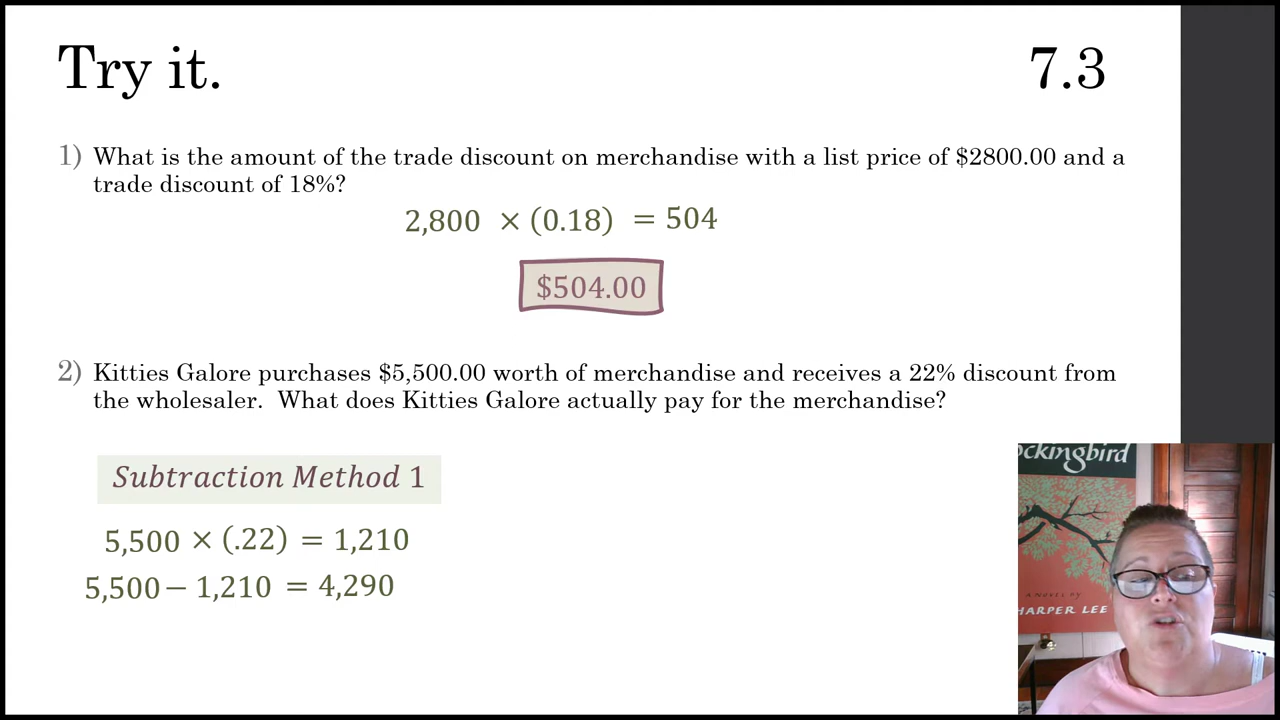 Try it.
7.3
1) What is the amount of the trade discount on merchandise with a list price of $2800.00 and a
trade discount of 18%?
2,800 × (0.18) = 504
$504.00
2) Kitties Galore purchases $5,500.00 worth of merchandise and receives a 22% discount from
the wholesaler. What does Kitties Galore actually pay for the merchandise?
Subtraction Method 1
5,500 × (.22) = 1,210
5,500 − 1,210 = 4,290
ockingbird
A NOVEL BY
HARPER LEE